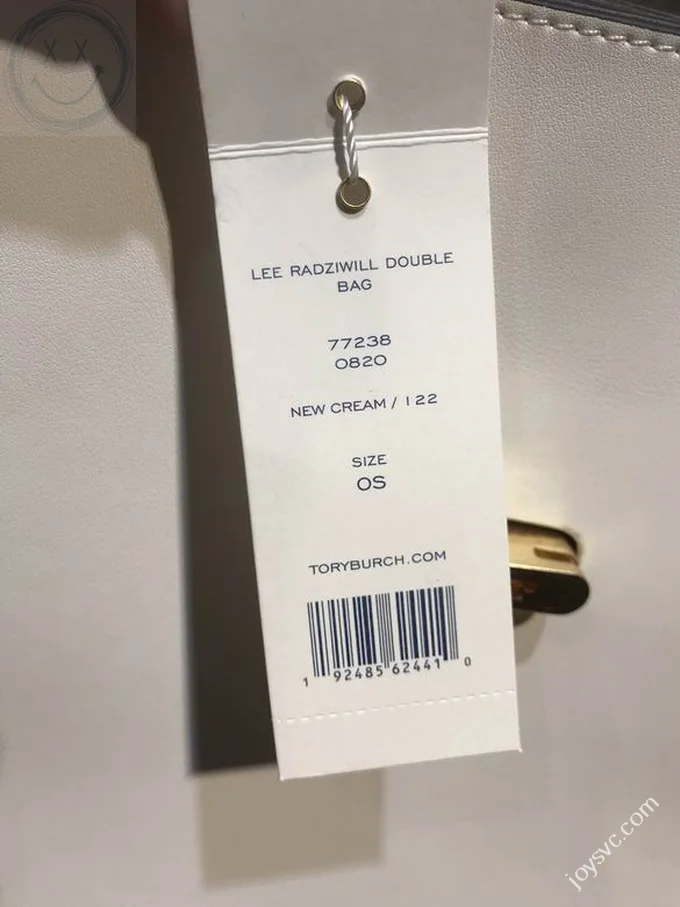 LEE RADZIWILL DOUBLE
BAG
77238
0820
NEW CREAM / 122
SIZE
OS
TORYBURCH.COM
1 92485 62441 0
joysvc.com